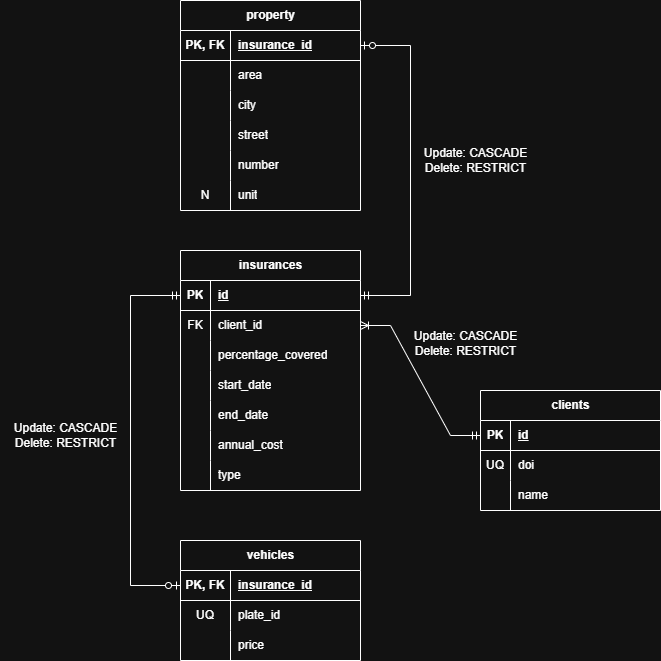 property
PK, FK insurance_id
area
city
street
number
N unit
Update: CASCADE
Delete: RESTRICT
insurances
PK id
FK client_id
percentage_covered
start_date
end_date
annual_cost
type
Update: CASCADE
Delete: RESTRICT
clients
PK id
UQ doi
name
Update: CASCADE
Delete: RESTRICT
vehicles
PK, FK insurance_id
UQ plate_id
price